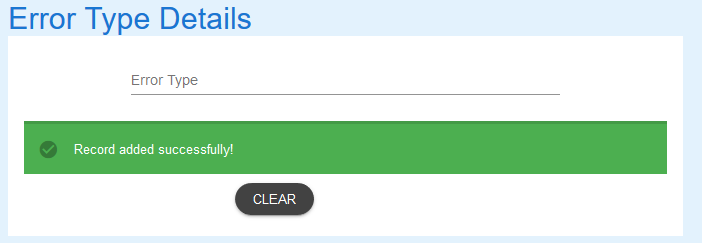 Error Type Details
Error Type
Record added successfully!
CLEAR